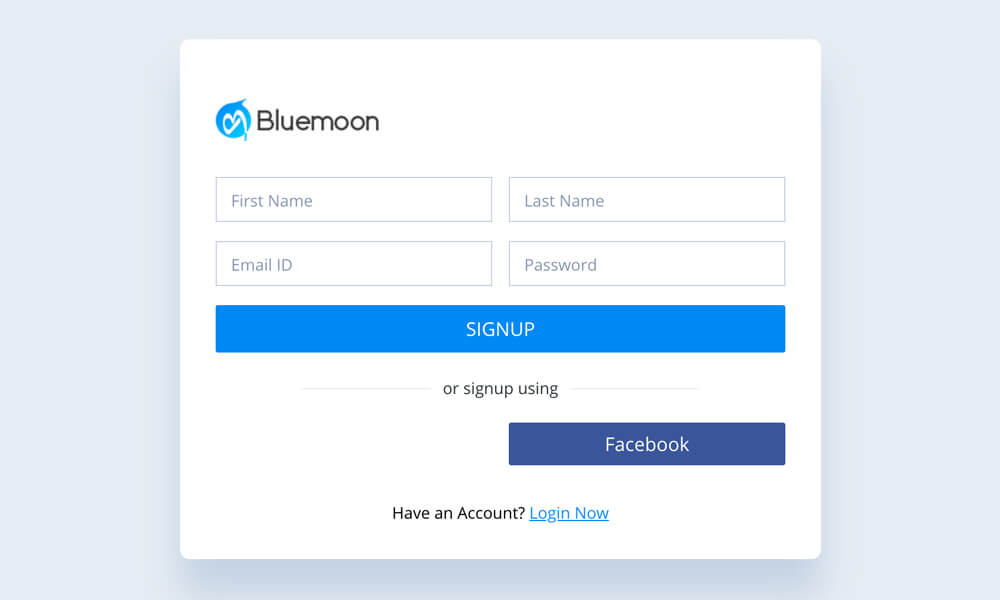 Bluemoon
First Name
Last Name
Email ID
Password
SIGNUP
or signup using
Facebook
Have an Account? Login Now